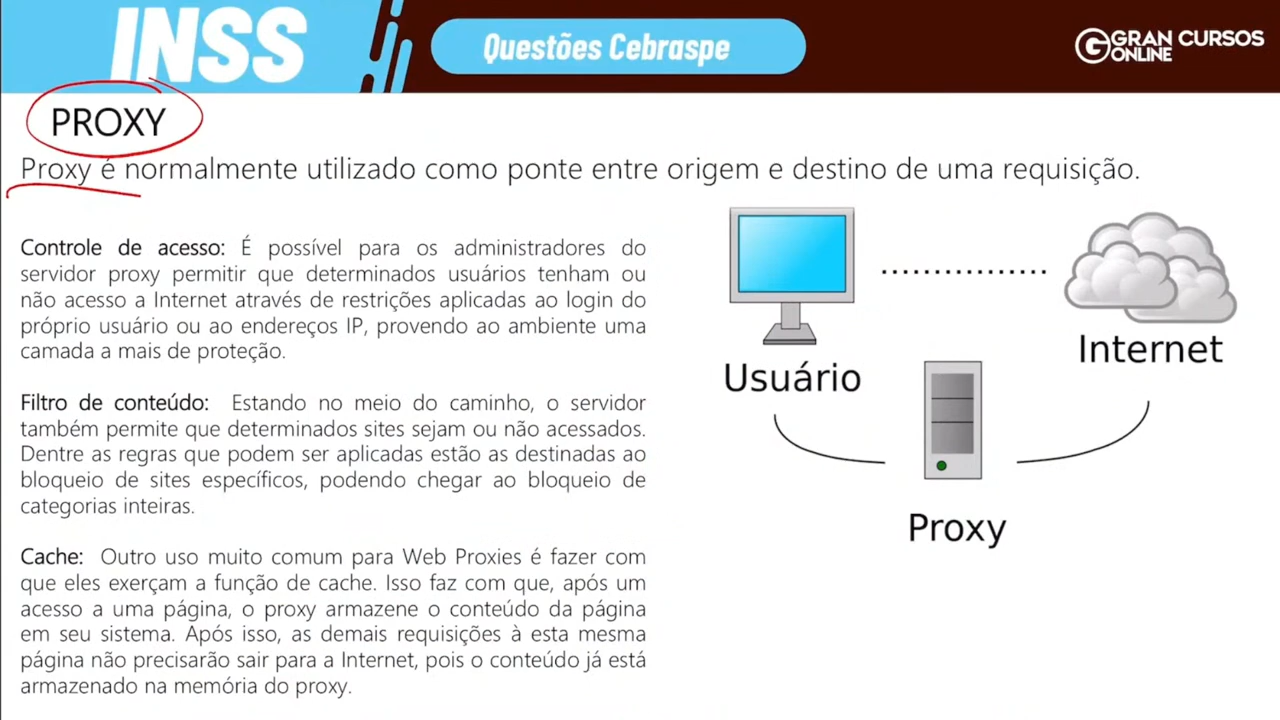 INSS
Questões Cebraspe
GRAN CURSOS
ONLINE
PROXY
Proxy é normalmente utilizado como ponte entre origem e destino de uma requisição.
Controle de acesso: É possível para os administradores do
servidor proxy permitir que determinados usuários tenham ou
não acesso a Internet através de restrições aplicadas ao login do
próprio usuário ou ao endereços IP, provendo ao ambiente uma
camada a mais de proteção.
Filtro de conteúdo: Estando no meio do caminho, o servidor
também permite que determinados sites sejam ou não acessados.
Dentre as regras que podem ser aplicadas estão as destinadas ao
bloqueio de sites específicos, podendo chegar ao bloqueio de
categorias inteiras.
Cache: Outro uso muito comum para Web Proxies é fazer com
que eles exerçam a função de cache. Isso faz com que, após um
acesso a uma página, o proxy armazene o conteúdo da página
em seu sistema. Após isso, as demais requisições à esta mesma
página não precisarão sair para a Internet, pois o conteúdo já está
armazenado na memória do proxy.
Usuário
Internet
Proxy